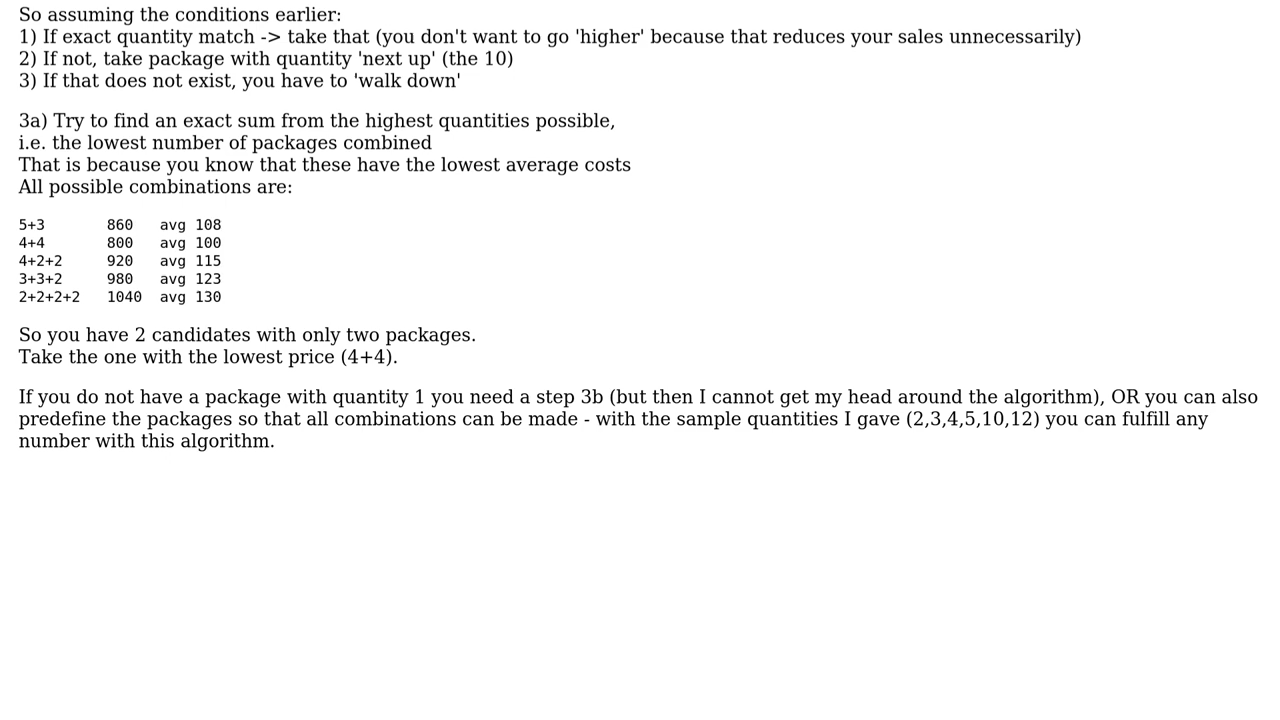 So assuming the conditions earlier:
1) If exact quantity match -> take that (you don't want to go 'higher' because that reduces your sales unnecessarily)
2) If not, take package with quantity 'next up' (the 10)
3) If that does not exist, you have to 'walk down'
3a) Try to find an exact sum from the highest quantities possible,
i.e. the lowest number of packages combined
That is because you know that these have the lowest average costs
All possible combinations are:
5+3       860   avg 108
4+4       800   avg 100
4+2+2     920   avg 115
3+3+2     980   avg 123
2+2+2+2   1040  avg 130
So you have 2 candidates with only two packages.
Take the one with the lowest price (4+4).
If you do not have a package with quantity 1 you need a step 3b (but then I cannot get my head around the algorithm), OR you can also
predefine the packages so that all combinations can be made - with the sample quantities I gave (2,3,4,5,10,12) you can fulfill any
number with this algorithm.